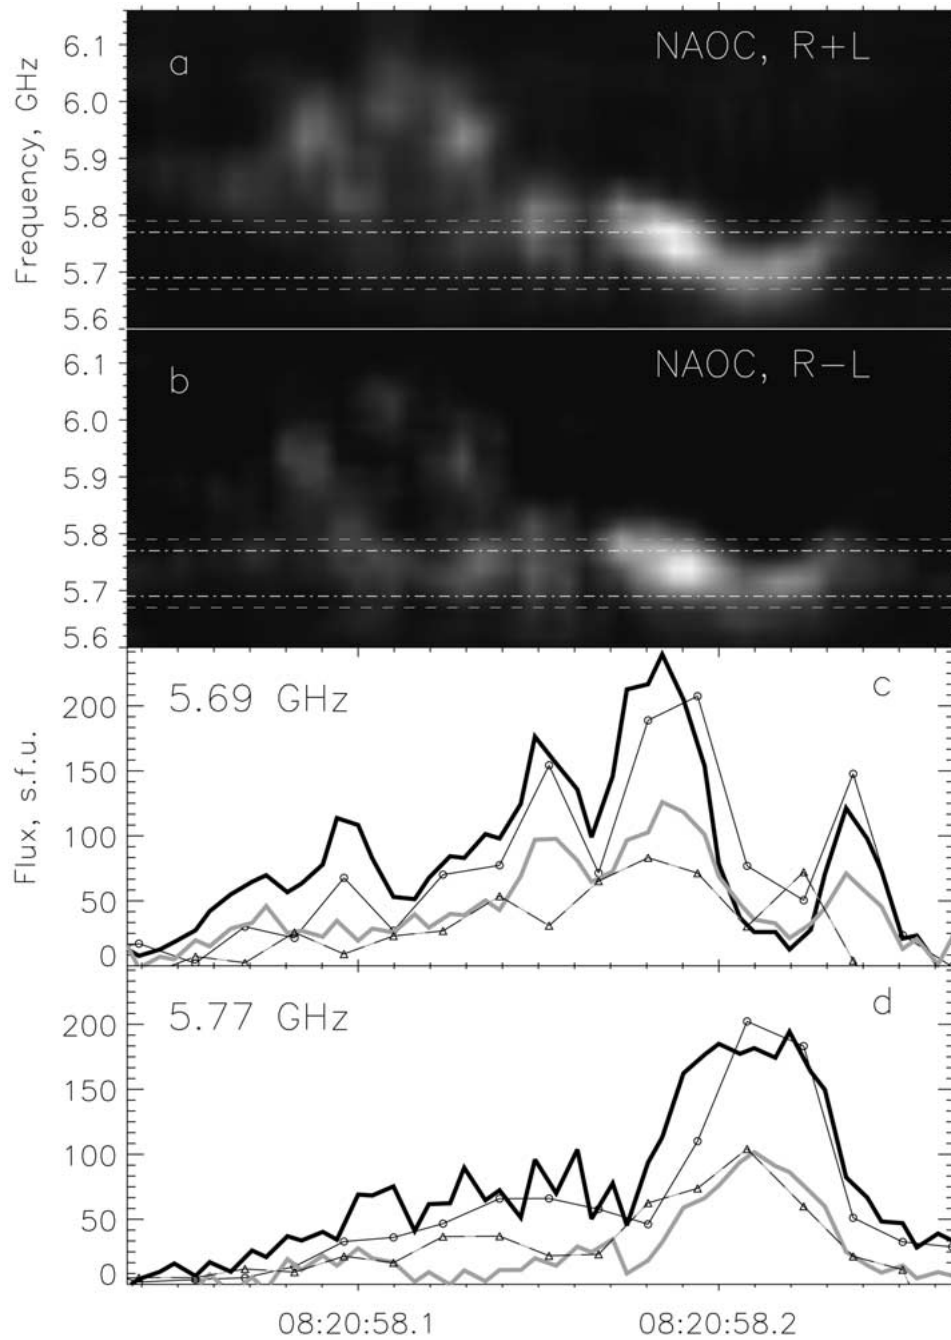 a
NAOC, R+L
Frequency, GHz
6.1
6.0
5.9
5.8
5.7
5.6
b
NAOC, R−L
6.1
6.0
5.9
5.8
5.7
5.6
5.69 GHz
c
Flux, s.f.u.
200
150
100
50
0
5.77 GHz
d
200
150
100
50
0
08:20:58.1
08:20:58.2